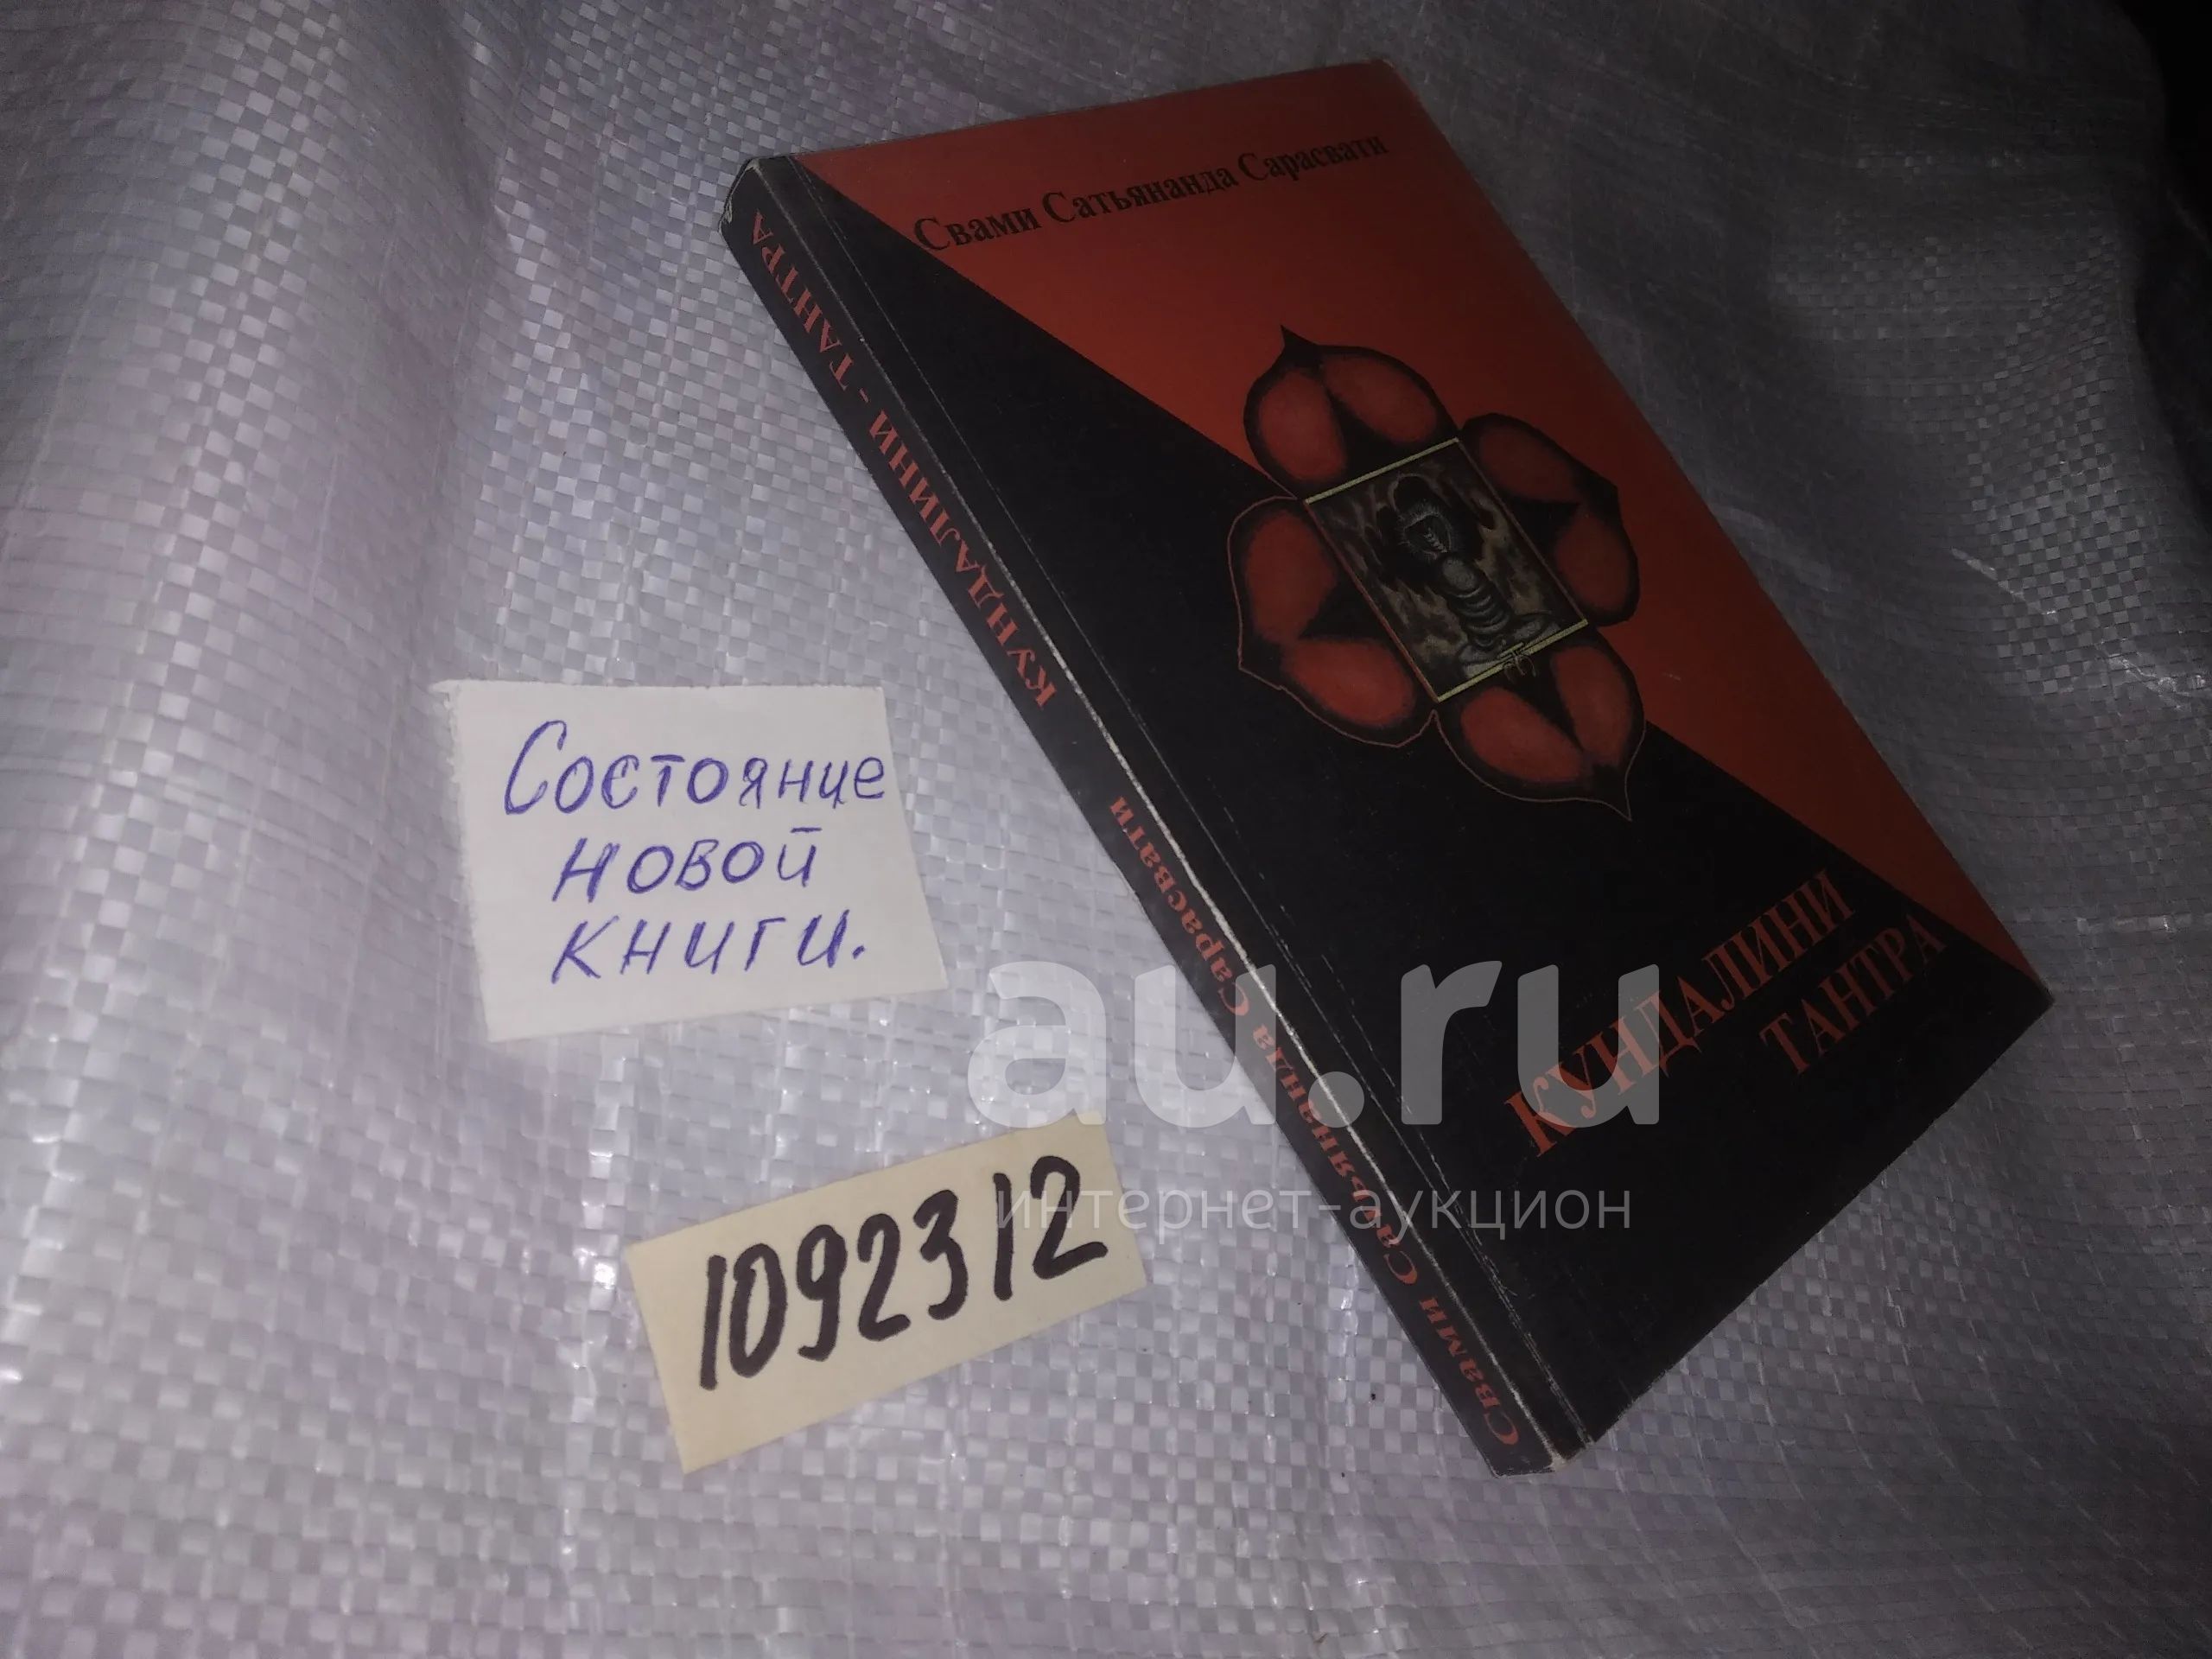 Свами Сатьянанда Сарасвати
КУНДАЛИНИ
ТАНТРА
Свами Сатьянанда Сарасвати
КУНДАЛИНИ - ТАНТРА
Состояние
новой
книги.
1092312
au.ru
интернет-аукцион